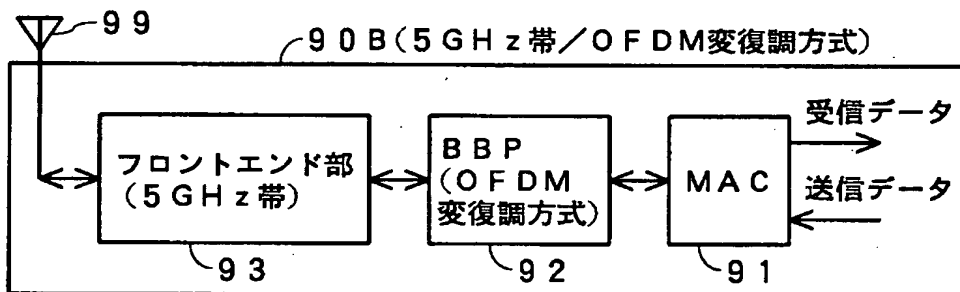 99
90B(5GHz帯/OFDM変復調方式)
フロントエンド部
(5GHz帯)
93
BBP
(OFDM
変復調方式)
92
MAC
91
受信データ
送信データ